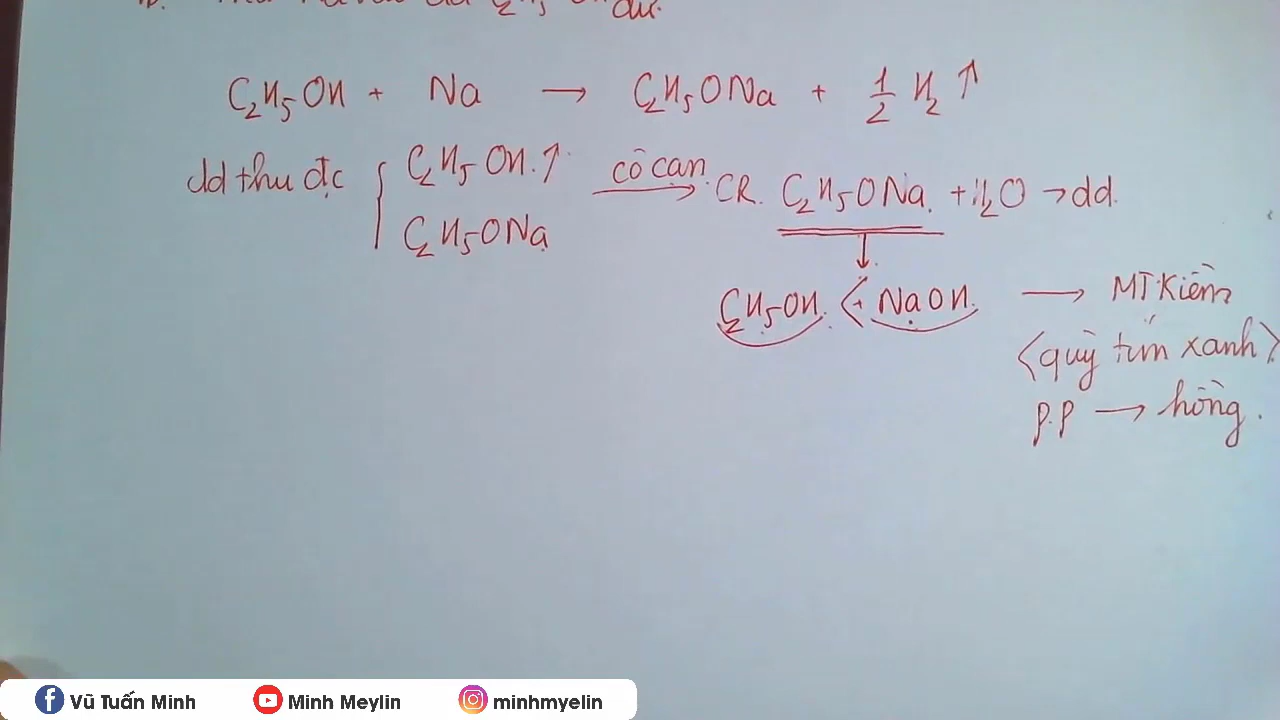 C₂H₅OH + Na → C₂H₅ONa + 1/2 H₂ ↑
dd thu đc { C₂H₅OH.↑ cô cạn → CR. C₂H₅ONa + H₂O → dd.
C₂H₅ONa
C₂H₅OH. < + NaOH. → MT Kiềm
<quỳ tím xanh>
p.p → hồng.
Vũ Tuấn Minh
Minh Meylin
minhmyelin